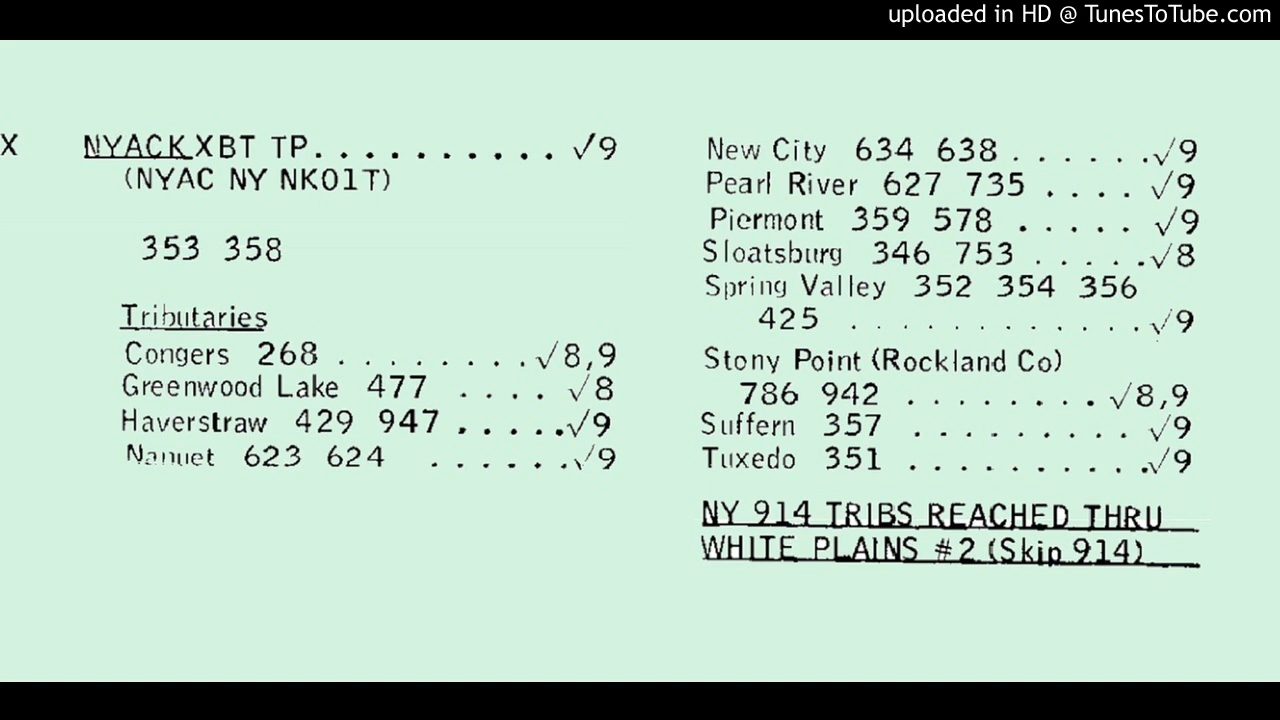 uploaded in HD @ TunesToTube.com
X NYACK XBT TP. . . . . . . . . . √9
(NYAC NY NK01T)
353 358
Tributaries
Congers 268 . . . . . . . . √8,9
Greenwood Lake 477 . . . . √8
Haverstraw 429 947 . . . . .√9
Nanuet 623 624 . . . . . .√9
New City 634 638 . . . . . .√9
Pearl River 627 735 . . . . √9
Piermont 359 578 . . . . . √9
Sloatsburg 346 753 . . . . .√8
Spring Valley 352 354 356
425 . . . . . . . . . . . .√9
Stony Point (Rockland Co)
786 942 . . . . . . . . √8,9
Suffern 357 . . . . . . . . . √9
Tuxedo 351 . . . . . . . . . .√9
NY 914 TRIBS REACHED THRU
WHITE PLAINS #2 (Skip 914)